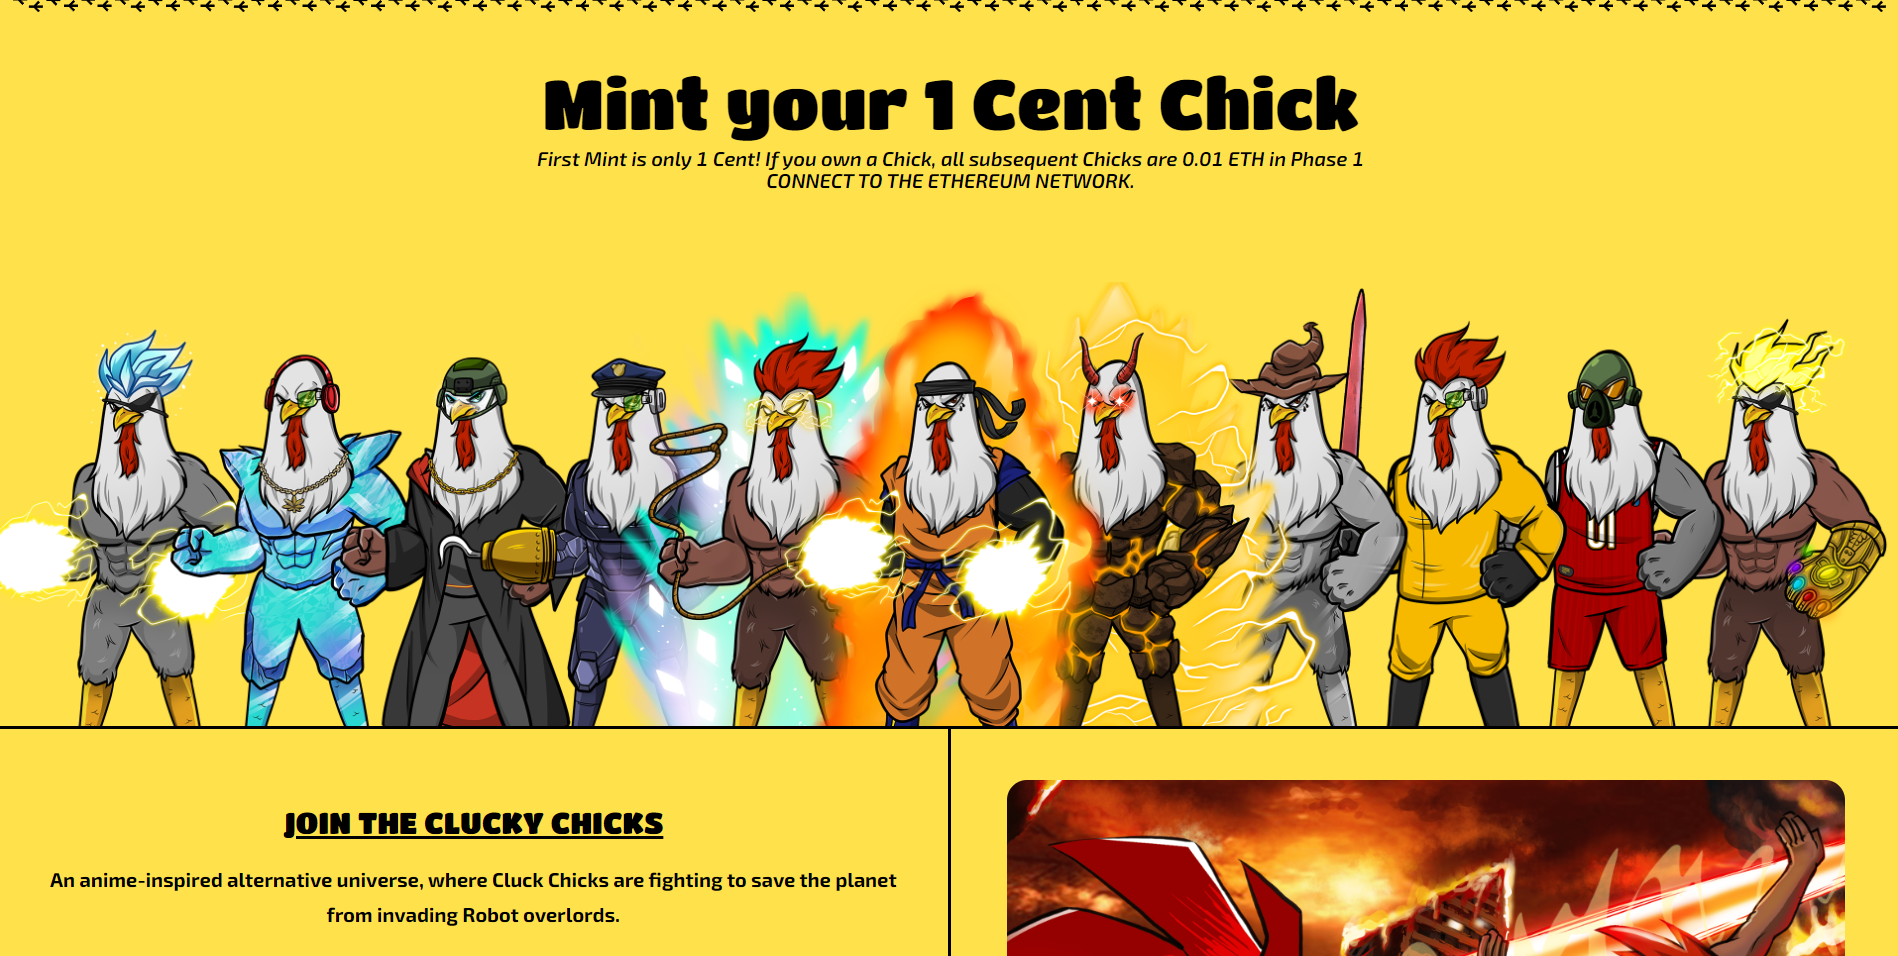 Mint your 1 Cent Chick
First Mint is only 1 Cent! If you own a Chick, all subsequent Chicks are 0.01 ETH in Phase 1
CONNECT TO THE ETHEREUM NETWORK.
JOIN THE CLUCKY CHICKS
An anime-inspired alternative universe, where Cluck Chicks are fighting to save the planet
from invading Robot overlords.